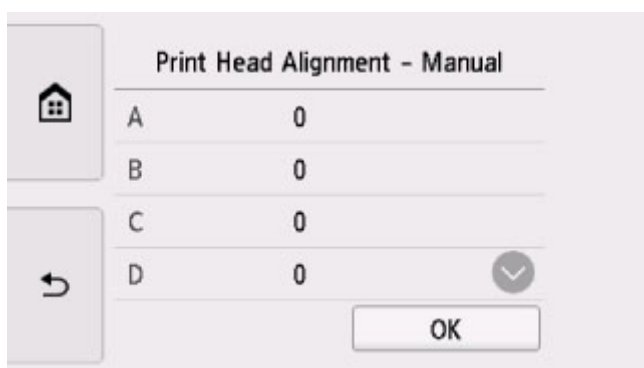 Print Head Alignment - Manual
A 0
B 0
C 0
D 0
OK